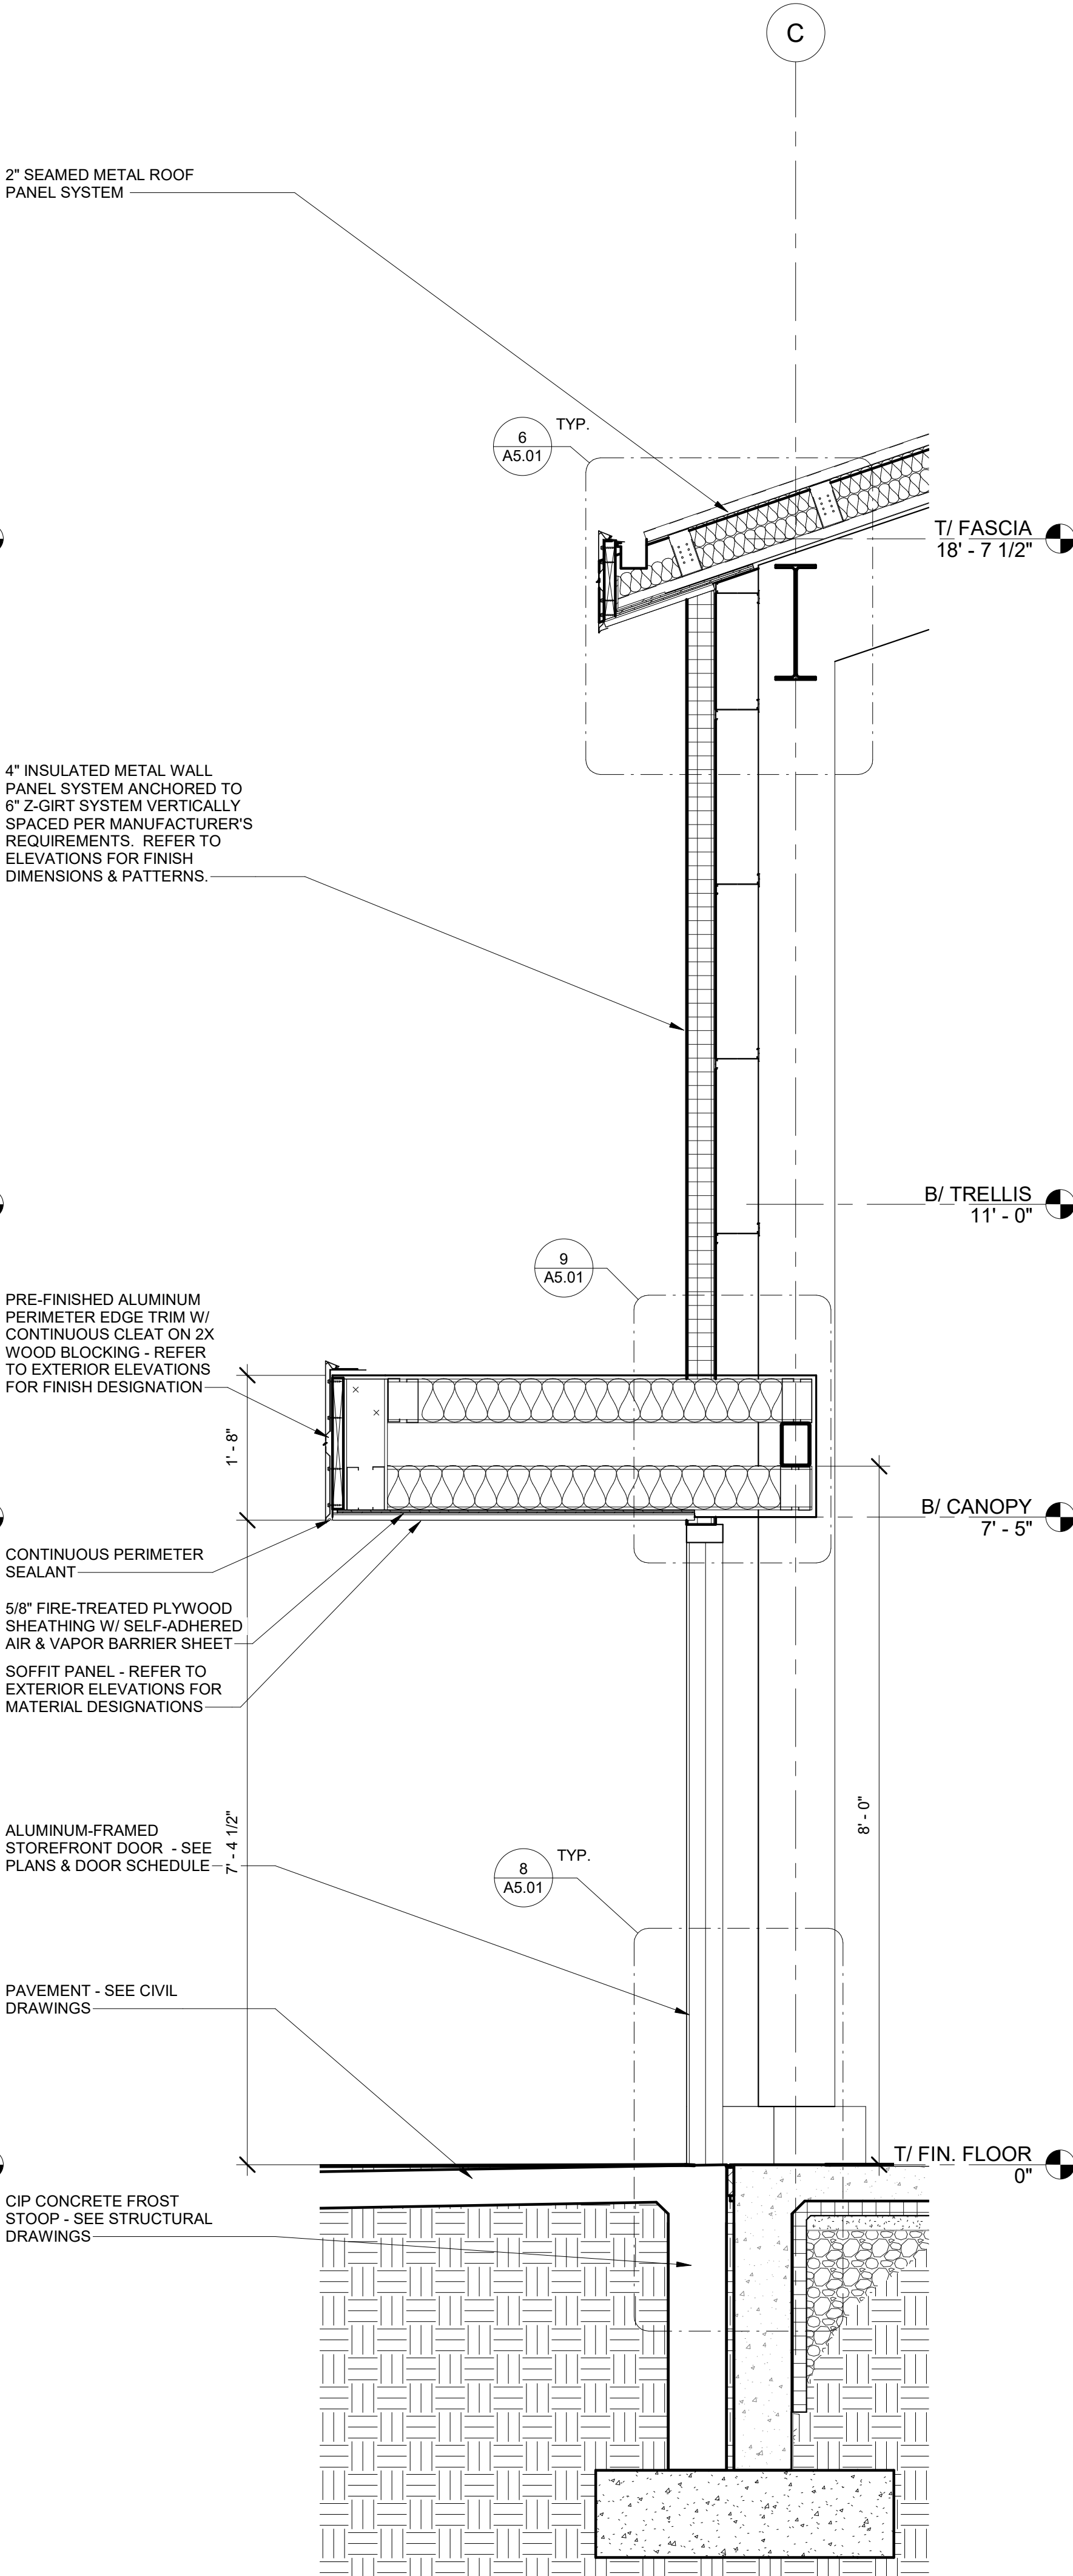 C
2" SEAMED METAL ROOF
PANEL SYSTEM
6
A5.01
TYP.
T/ FASCIA
18' - 7 1/2"
4" INSULATED METAL WALL
PANEL SYSTEM ANCHORED TO
6" Z-GIRT SYSTEM VERTICALLY
SPACED PER MANUFACTURER'S
REQUIREMENTS. REFER TO
ELEVATIONS FOR FINISH
DIMENSIONS & PATTERNS.
B/ TRELLIS
11' - 0"
9
A5.01
PRE-FINISHED ALUMINUM
PERIMETER EDGE TRIM W/
CONTINUOUS CLEAT ON 2X
WOOD BLOCKING - REFER
TO EXTERIOR ELEVATIONS
FOR FINISH DESIGNATION
1' - 8"
B/ CANOPY
7' - 5"
CONTINUOUS PERIMETER
SEALANT
5/8" FIRE-TREATED PLYWOOD
SHEATHING W/ SELF-ADHERED
AIR & VAPOR BARRIER SHEET
SOFFIT PANEL - REFER TO
EXTERIOR ELEVATIONS FOR
MATERIAL DESIGNATIONS
ALUMINUM-FRAMED
STOREFRONT DOOR - SEE
PLANS & DOOR SCHEDULE
7' - 4 1/2"
8' - 0"
8
A5.01
TYP.
PAVEMENT - SEE CIVIL
DRAWINGS
T/ FIN. FLOOR
0"
CIP CONCRETE FROST
STOOP - SEE STRUCTURAL
DRAWINGS